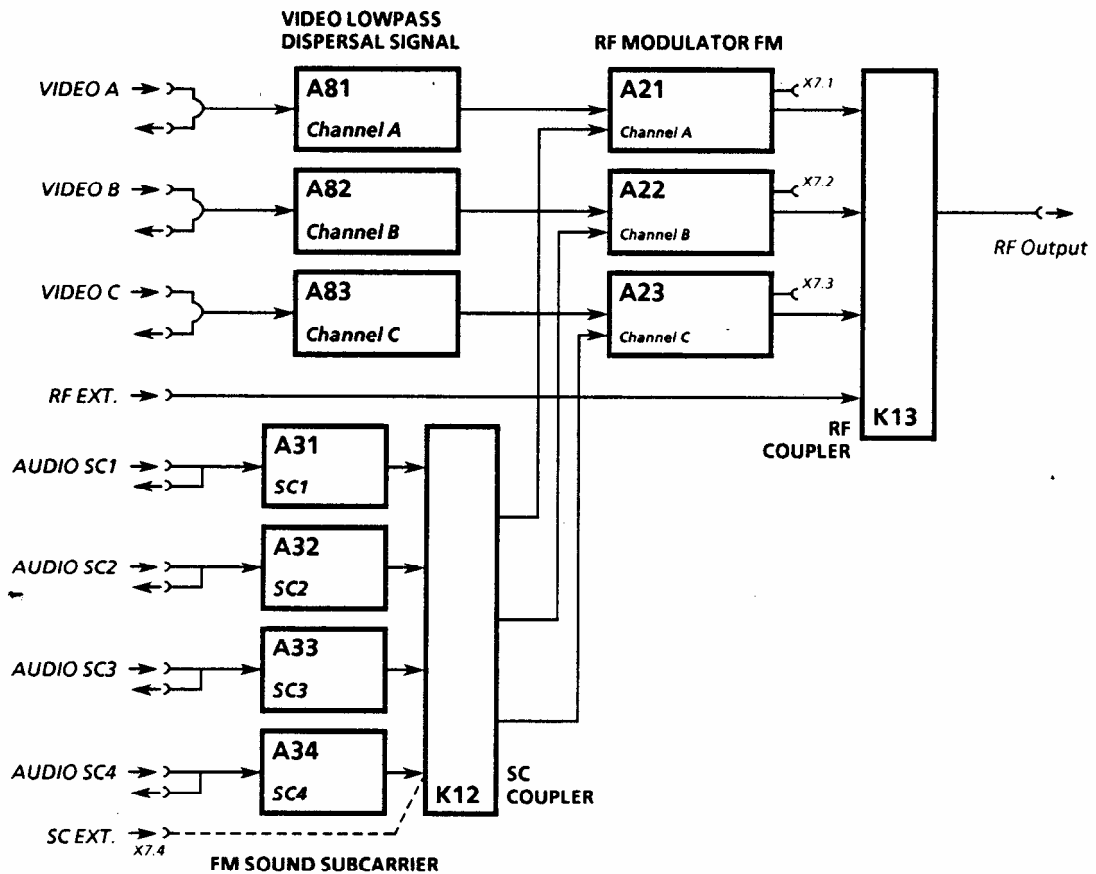 VIDEO LOWPASS
DISPERSAL SIGNAL
RF MODULATOR FM
VIDEO A
A81
Channel A
A21
Channel A
X7.1
VIDEO B
A82
Channel B
A22
Channel B
X7.2
RF Output
VIDEO C
A83
Channel C
A23
Channel C
X7.3
RF EXT.
K13
RF
COUPLER
AUDIO SC1
A31
SC1
AUDIO SC2
A32
SC2
AUDIO SC3
A33
SC3
AUDIO SC4
A34
SC4
K12
SC
COUPLER
SC EXT.
X7.4
FM SOUND SUBCARRIER